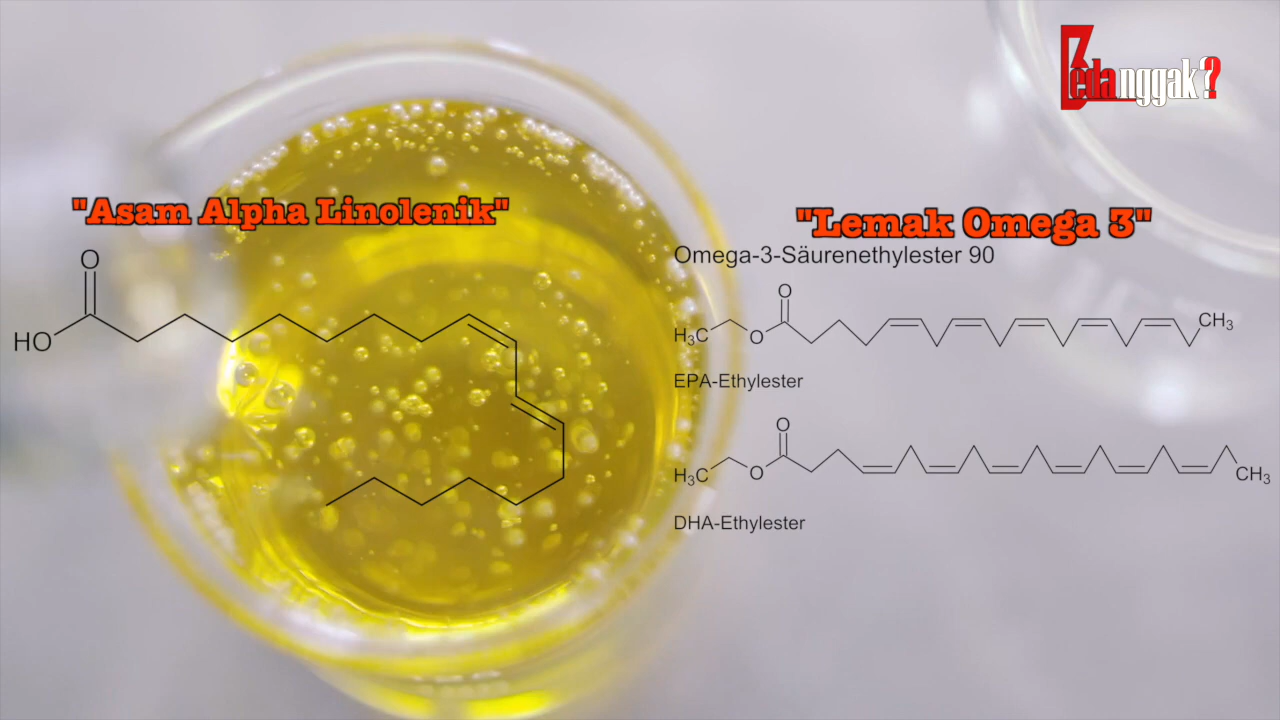 Bedanggak?
"Asam Alpha Linolenik"
"Lemak Omega 3"
Omega-3-Säurenethylester 90
O
HO
O
H₃C
O
CH₃
EPA-Ethylester
O
H₃C
O
CH₃
DHA-Ethylester